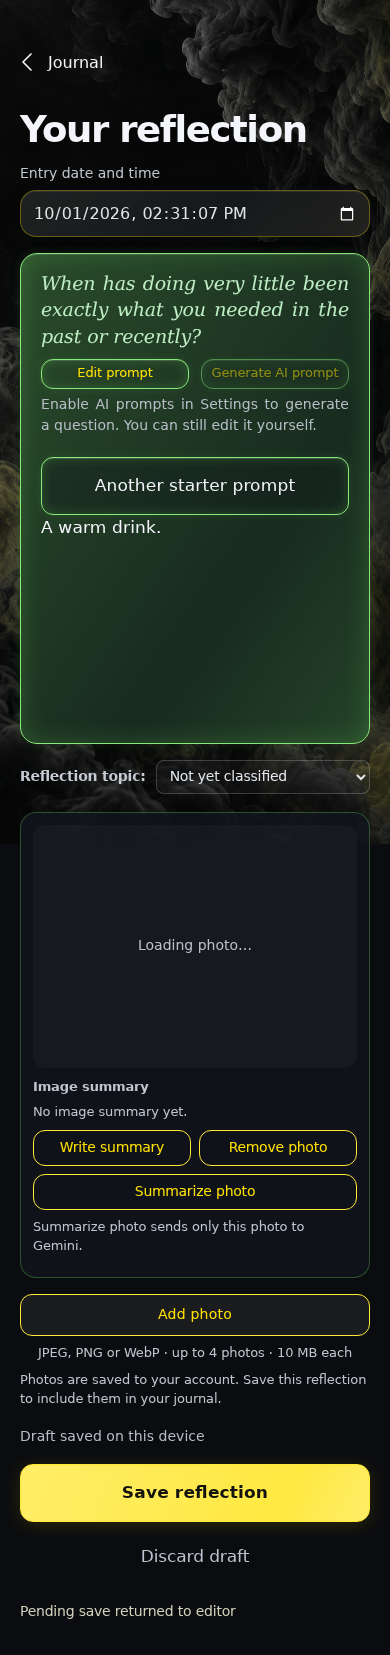 Journal
Your reflection
Entry date and time
10/01/2026, 02:31:07 PM
When has doing very little been
exactly what you needed in the
past or recently?
Edit prompt
Generate AI prompt
Enable AI prompts in Settings to generate
a question. You can still edit it yourself.
Another starter prompt
A warm drink.
Reflection topic:
Not yet classified
Loading photo…
Image summary
No image summary yet.
Write summary
Remove photo
Summarize photo
Summarize photo sends only this photo to
Gemini.
Add photo
JPEG, PNG or WebP · up to 4 photos · 10 MB each
Photos are saved to your account. Save this reflection
to include them in your journal.
Draft saved on this device
Save reflection
Discard draft
Pending save returned to editor